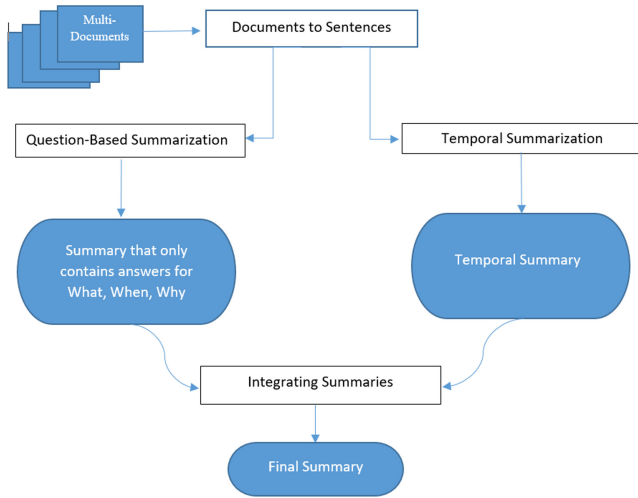 Multi-
Documents
Documents to Sentences
Question-Based Summarization
Temporal Summarization
Summary that only
contains answers for
What, When, Why
Temporal Summary
Integrating Summaries
Final Summary